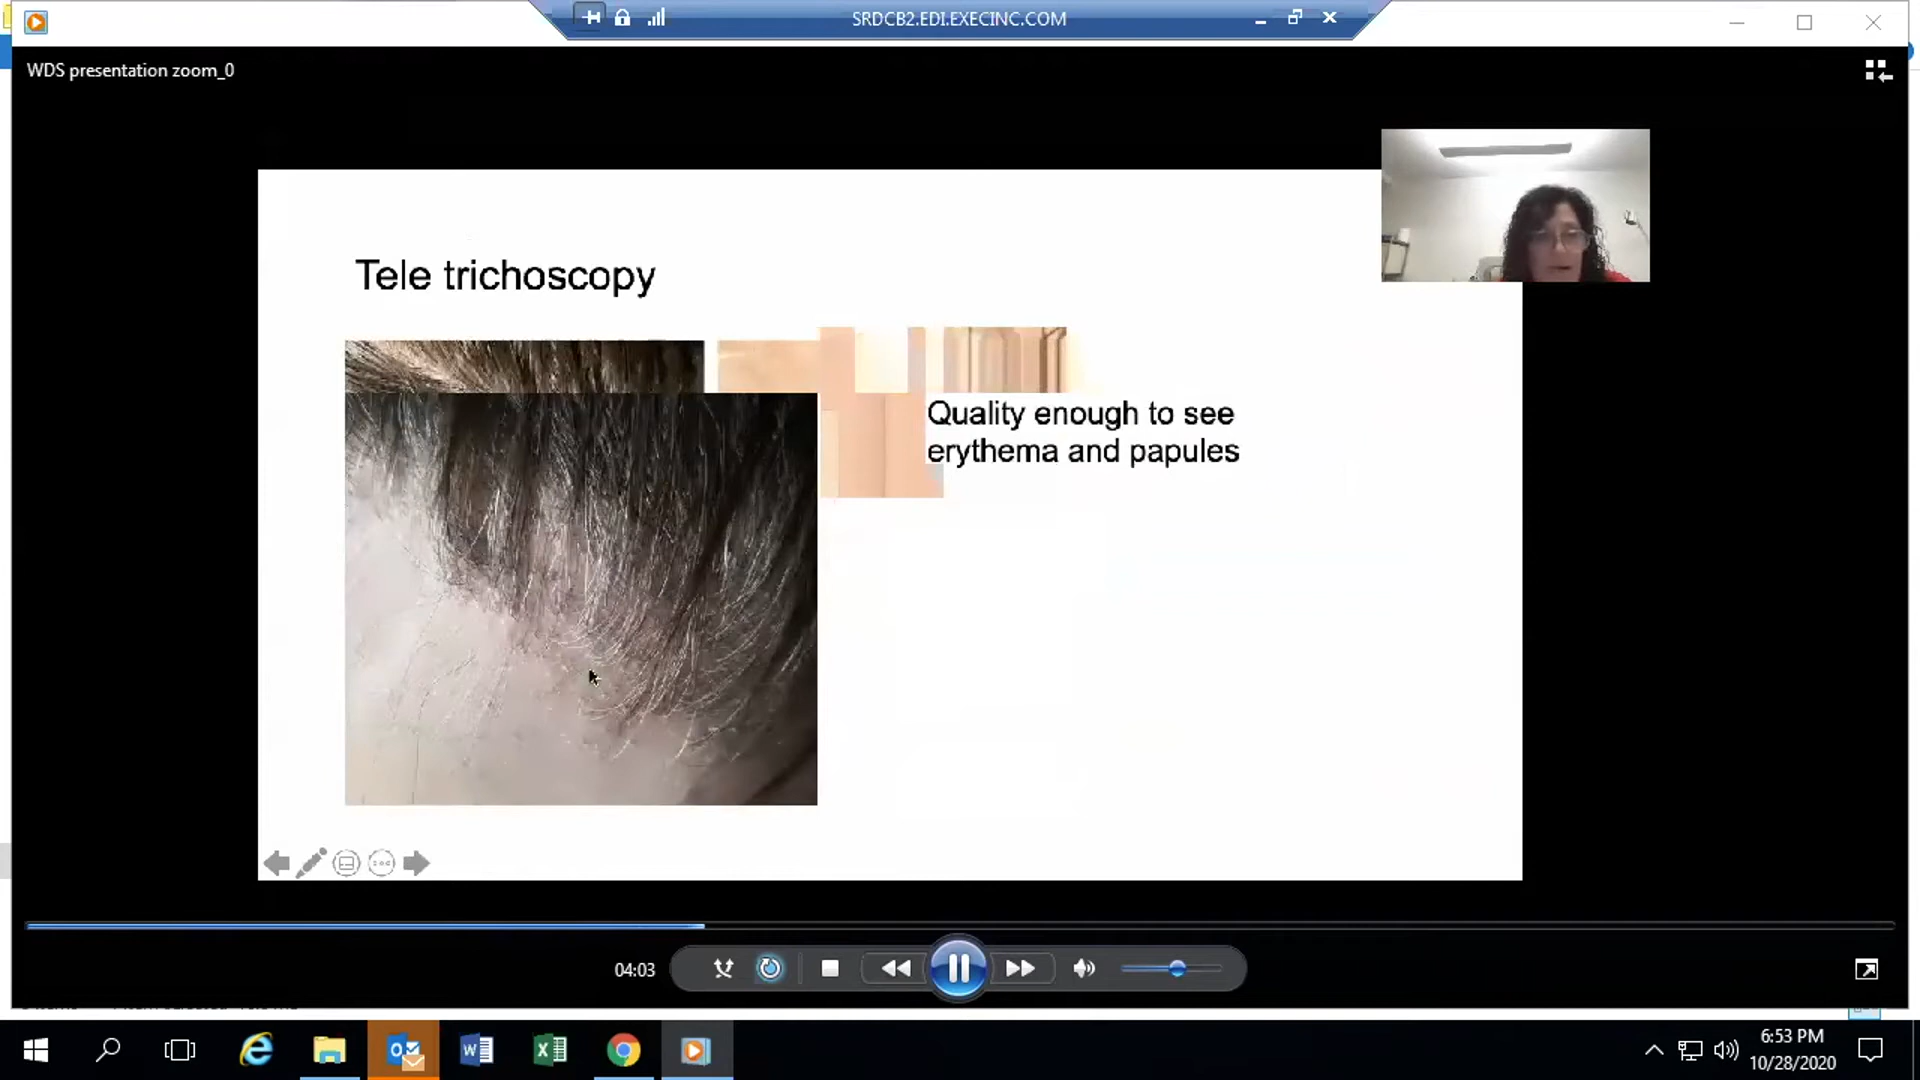 SRDCB2.EDI.EXECINC.COM
WDS presentation zoom_0
Tele trichoscopy
Quality enough to see
erythema and papules
04:03
6:53 PM
10/28/2020